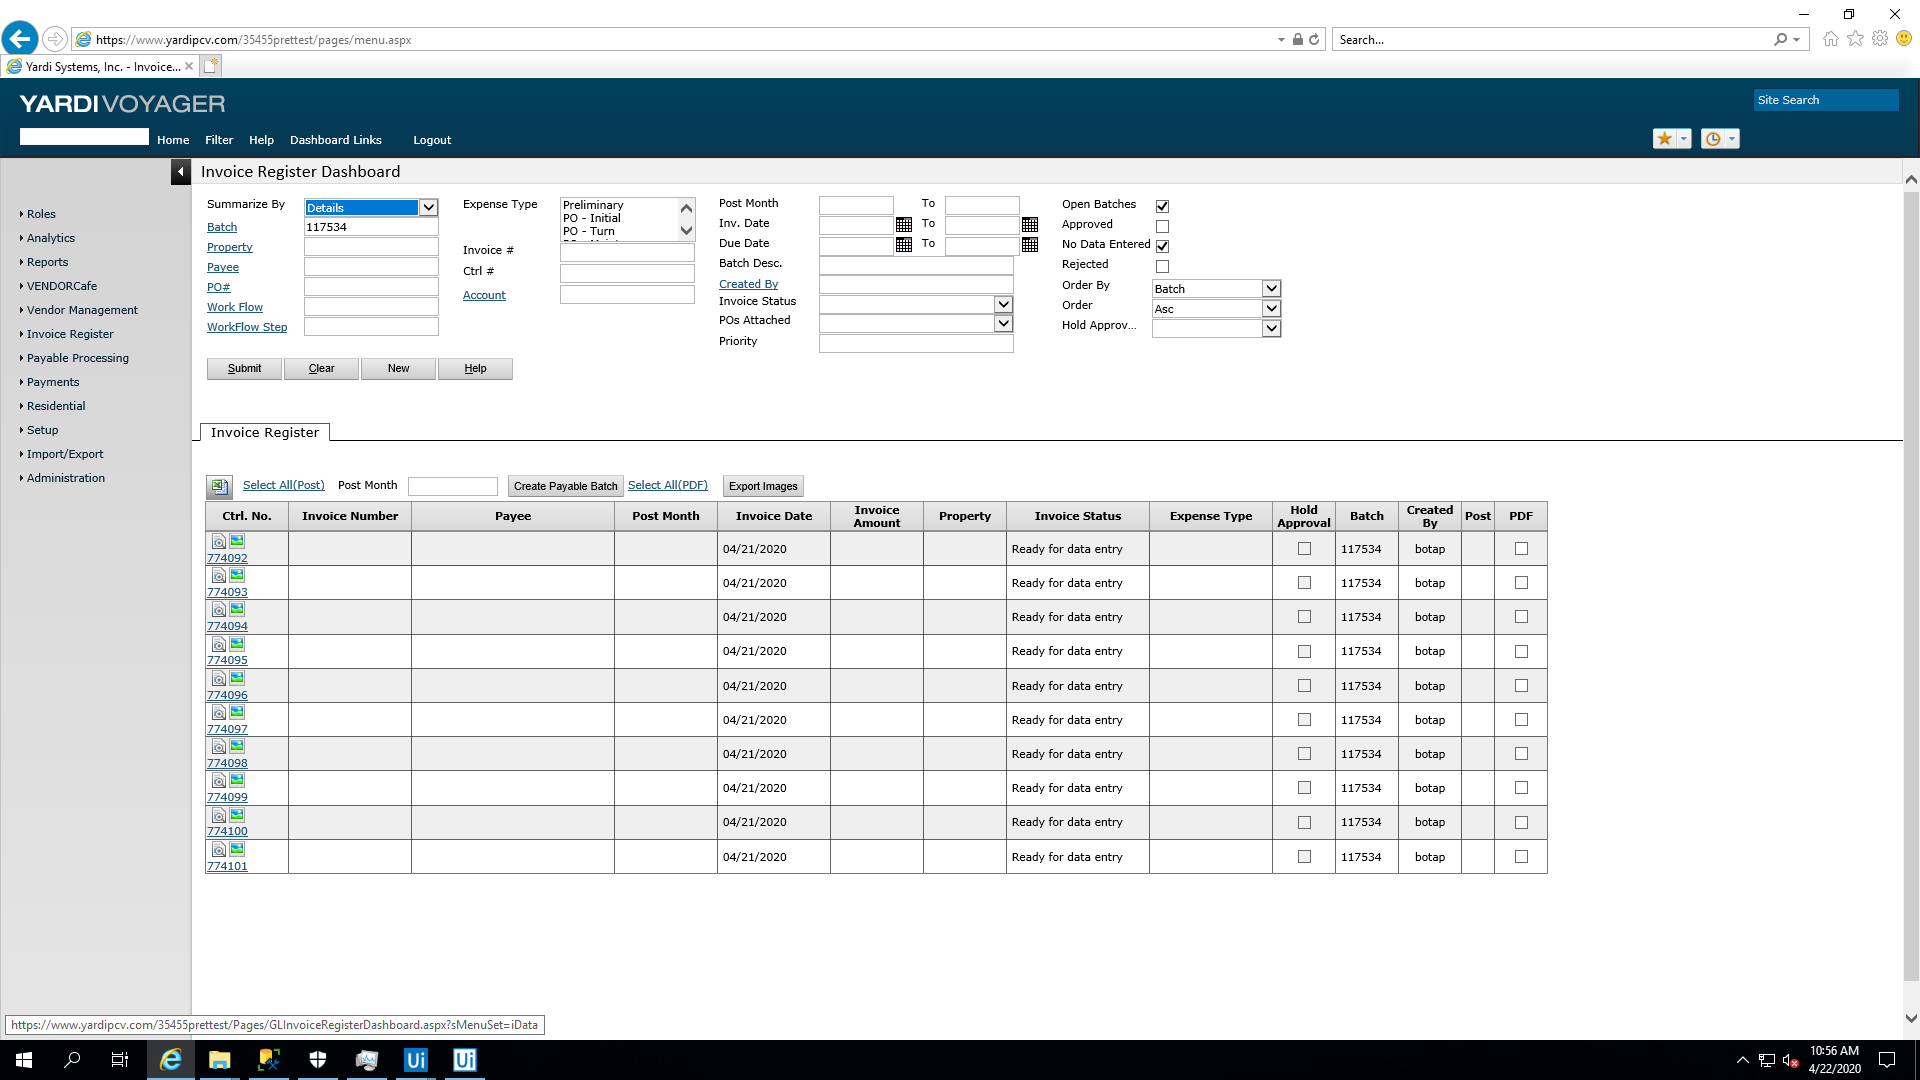 https://www.yardipcv.com/35455prettest/pages/menu.aspx
Search...
Yardi Systems, Inc. - Invoice...
YARDI VOYAGER
Site Search
Home Filter Help Dashboard Links Logout
Invoice Register Dashboard
Roles
Analytics
Reports
VENDORCafe
Vendor Management
Invoice Register
Payable Processing
Payments
Residential
Setup
Import/Export
Administration
Summarize By Details
Batch 117534
Property
Payee
PO#
Work Flow
WorkFlow Step
Expense Type
Preliminary
PO - Initial
PO - Turn
Invoice #
Ctrl #
Account
Post Month To
Inv. Date To
Due Date To
Batch Desc.
Created By
Invoice Status
POs Attached
Priority
Open Batches
Approved
No Data Entered
Rejected
Order By Batch
Order Asc
Hold Approv...
Submit Clear New Help
Invoice Register
Select All(Post) Post Month Create Payable Batch Select All(PDF) Export Images
Ctrl. No. Invoice Number Payee Post Month Invoice Date Invoice Amount Property Invoice Status Expense Type Hold Approval Batch Created By Post PDF
774092 04/21/2020 Ready for data entry 117534 botap
774093 04/21/2020 Ready for data entry 117534 botap
774094 04/21/2020 Ready for data entry 117534 botap
774095 04/21/2020 Ready for data entry 117534 botap
774096 04/21/2020 Ready for data entry 117534 botap
774097 04/21/2020 Ready for data entry 117534 botap
774098 04/21/2020 Ready for data entry 117534 botap
774099 04/21/2020 Ready for data entry 117534 botap
774100 04/21/2020 Ready for data entry 117534 botap
774101 04/21/2020 Ready for data entry 117534 botap
https://www.yardipcv.com/35455prettest/Pages/GLInvoiceRegisterDashboard.aspx?sMenuSet=iData
Ui Ui
10:56 AM
4/22/2020